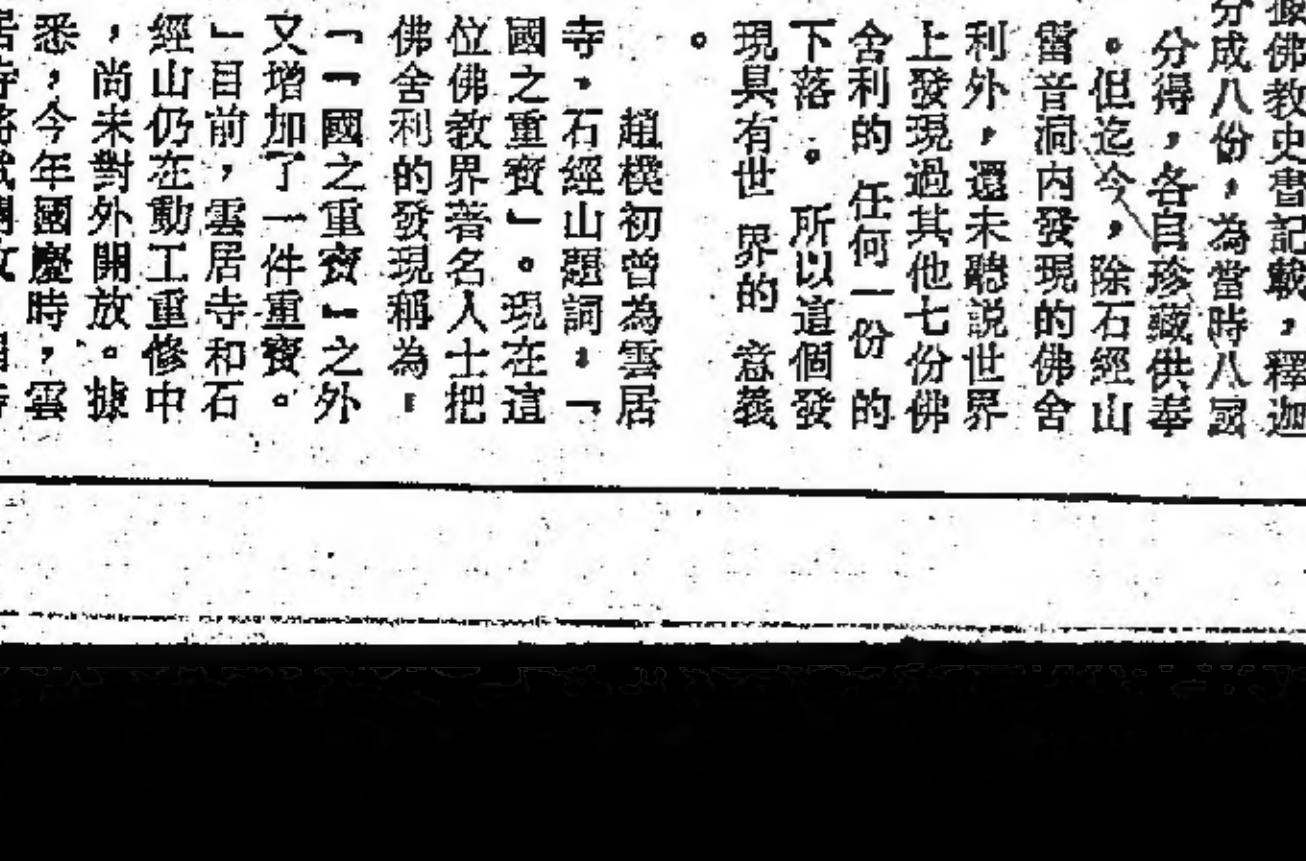 據佛教史書記載，釋迦
分成八份，為當時八國
分得，各自珍藏供奉
。但迄今，除石經山
雷音洞內發現的佛舍
利外，還未聽説世界
上發現過其他七份佛
舍利的任何一份的
下落。所以這個發
現具有世界的意義
。
趙樸初曾為雲居
寺、石經山題詞：「
國之重寶」。現在這
位佛教界著名人士把
佛舍利的發現稱為：
「「國之重寶」之外
又增加了一件重寶。
」目前，雲居寺和石
經山仍在動工重修中
，尚未對外開放。據
悉，今年國慶時，雲